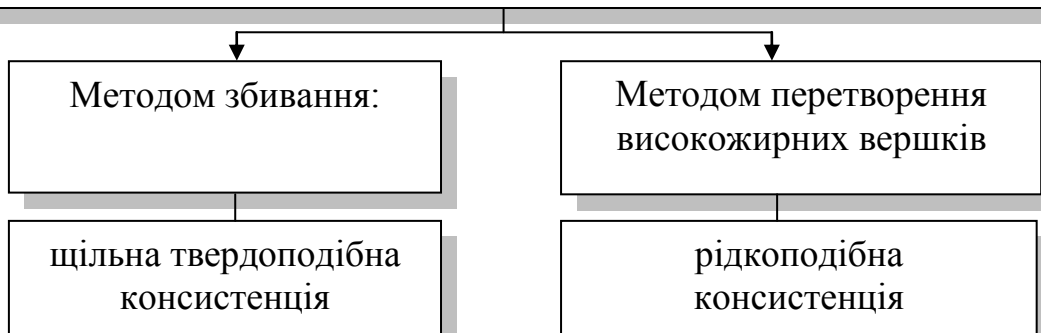 Методом збивання:
Методом перетворення
високожирних вершків
щільна твердоподібна
консистенція
рідкоподібна
консистенція